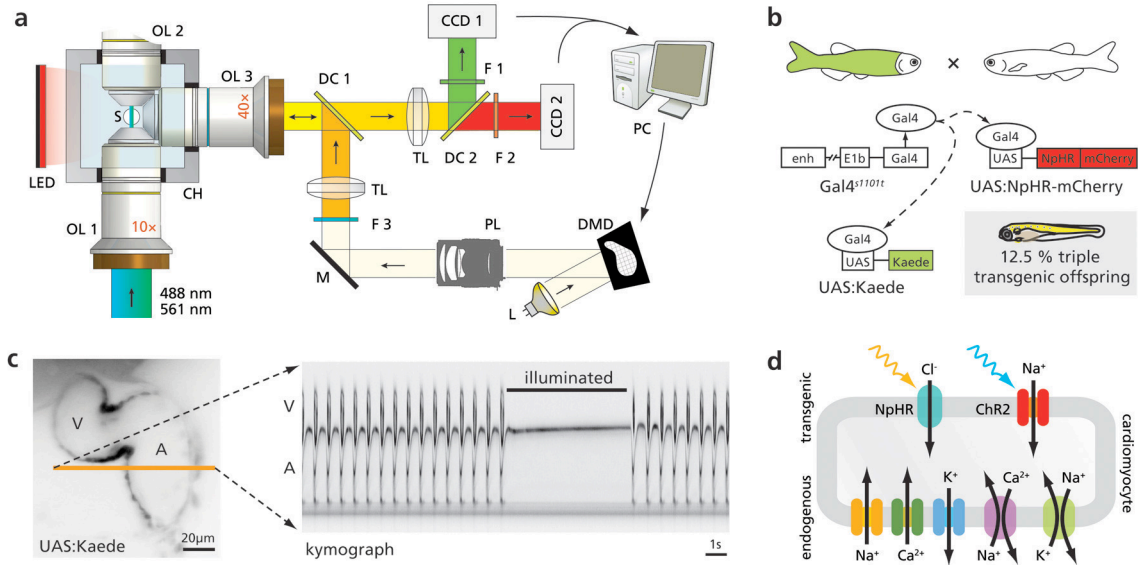 a
OL 2
OL 3
40×
S
LED
CH
OL 1
10×
488 nm
561 nm
DC 1
TL
F 3
M
PL
DMD
L
TL
DC 2
F 1
F 2
CCD 1
CCD 2
PC
b
×
enh
E1b
Gal4
Gal4
Gal4s1101t
Gal4
UAS
NpHR
mCherry
UAS:NpHR-mCherry
Gal4
UAS
Kaede
UAS:Kaede
12.5 % triple
transgenic offspring
c
V
A
20µm
UAS:Kaede
V
A
illuminated
kymograph
1s
d
transgenic
endogenous
cardiomyocyte
NpHR
Cl-
ChR2
Na+
Na+
Ca2+
K+
Ca2+
Na+
Na+
K+